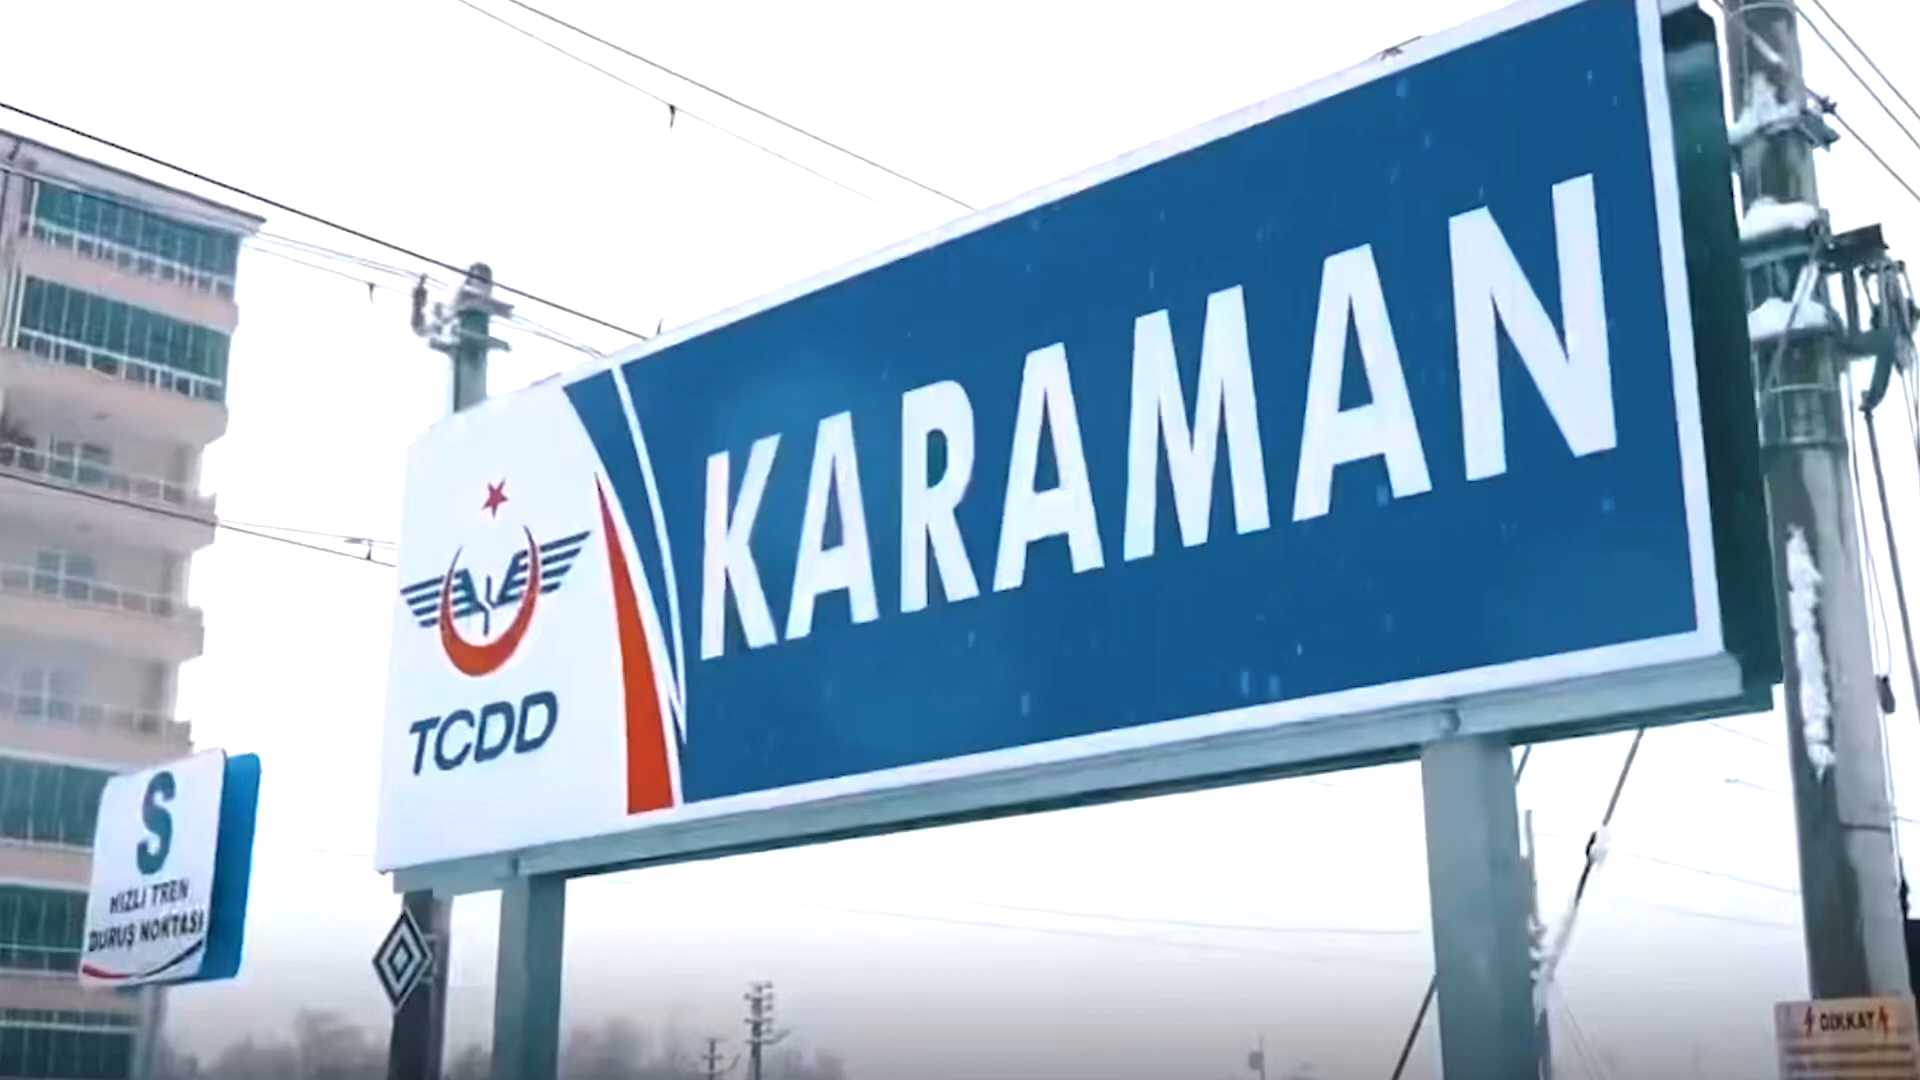 KARAMAN
TCDD
S
HIZLI TREN
DURUŞ NOKTASI
DİKKAT